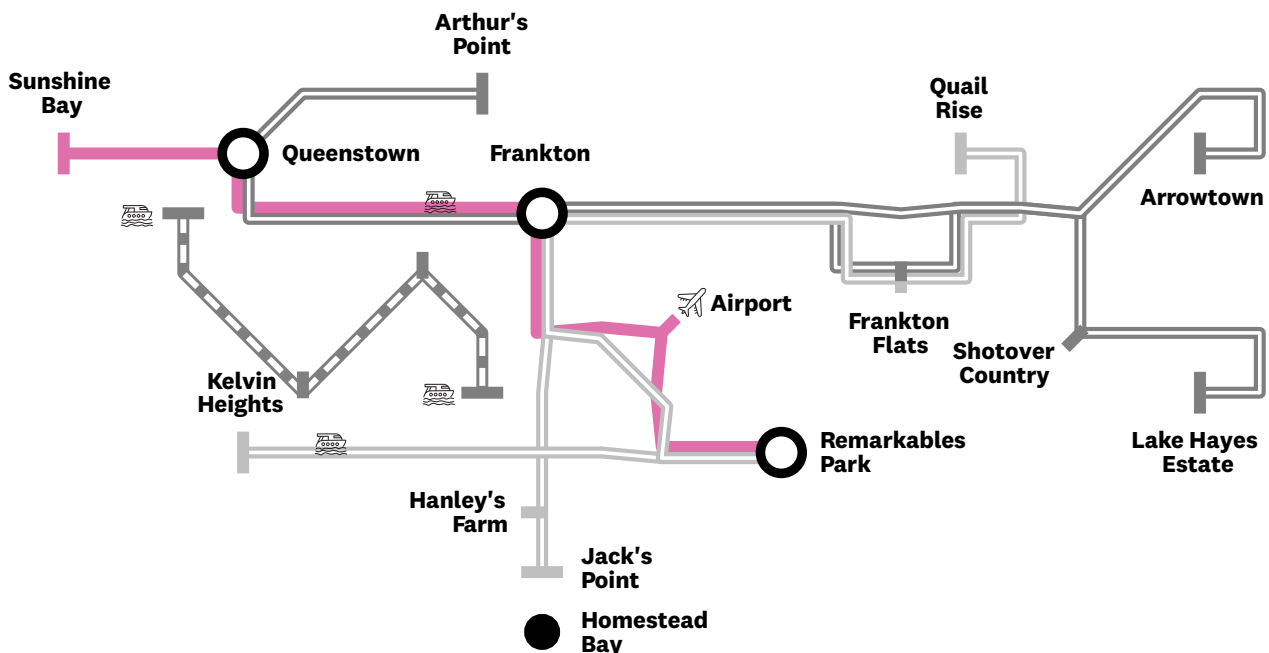 Arthur's
Point
Sunshine
Bay
Quail
Rise
Queenstown
Frankton
Arrowtown
Airport
Frankton
Flats
Shotover
Country
Kelvin
Heights
Remarkables
Park
Lake Hayes
Estate
Hanley's
Farm
Jack's
Point
Homestead
Bay